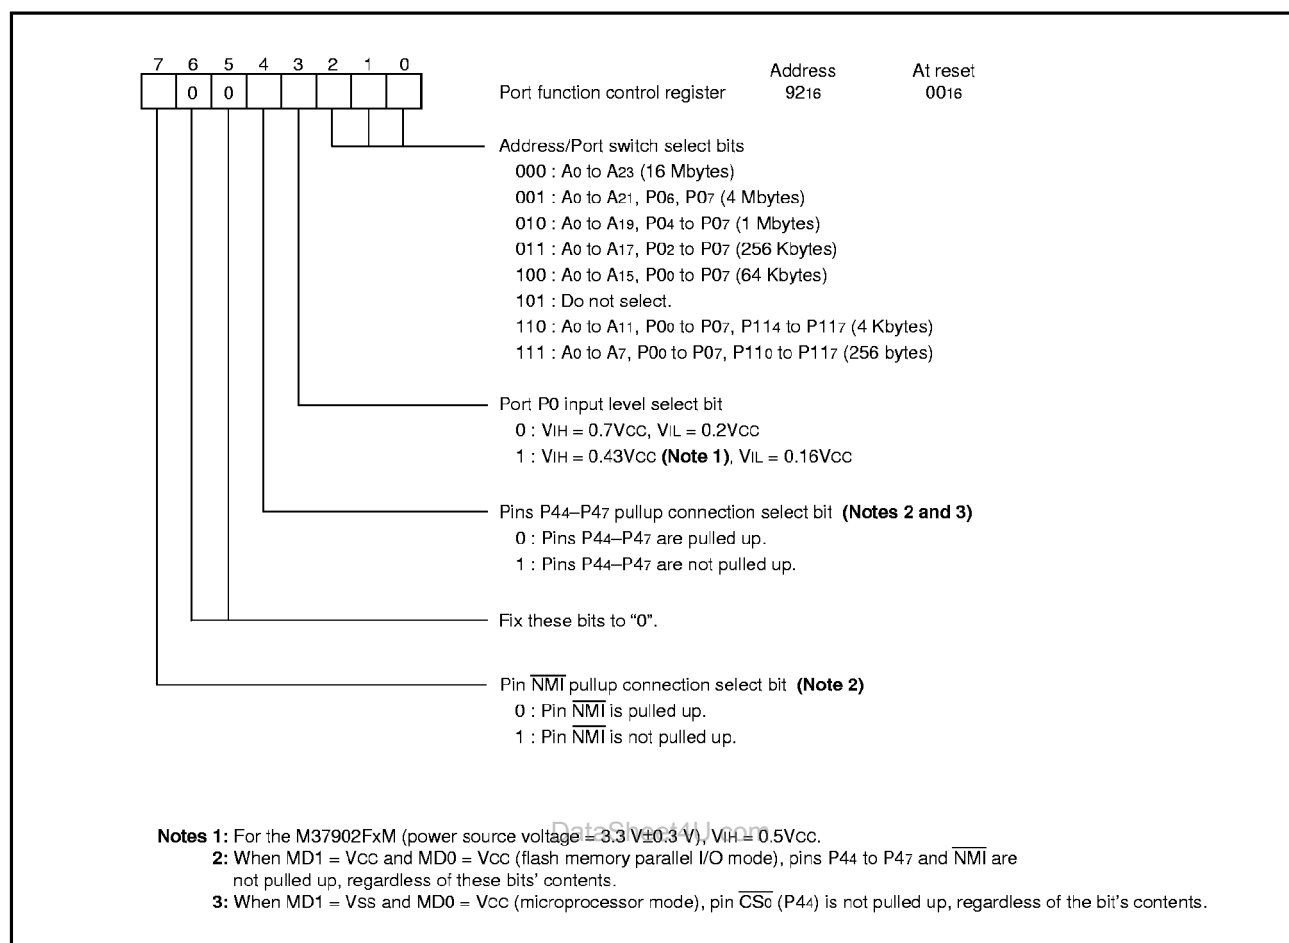 7 6 5 4 3 2 1 0
0 0
Port function control register
Address
9216
At reset
0016
Address/Port switch select bits
000 : A0 to A23 (16 Mbytes)
001 : A0 to A21, P06, P07 (4 Mbytes)
010 : A0 to A19, P04 to P07 (1 Mbytes)
011 : A0 to A17, P02 to P07 (256 Kbytes)
100 : A0 to A15, P00 to P07 (64 Kbytes)
101 : Do not select.
110 : A0 to A11, P00 to P07, P114 to P117 (4 Kbytes)
111 : A0 to A7, P00 to P07, P110 to P117 (256 bytes)
Port P0 input level select bit
0 : VIH = 0.7VCC, VIL = 0.2VCC
1 : VIH = 0.43VCC (Note 1), VIL = 0.16VCC
Pins P44–P47 pullup connection select bit (Notes 2 and 3)
0 : Pins P44–P47 are pulled up.
1 : Pins P44–P47 are not pulled up.
Fix these bits to “0”.
Pin NMI pullup connection select bit (Note 2)
0 : Pin NMI is pulled up.
1 : Pin NMI is not pulled up.
DataSheet4U.com
Notes 1: For the M37902FxM (power source voltage = 3.3 V±0.3 V), VIH = 0.5VCC.
2: When MD1 = VCC and MD0 = VCC (flash memory parallel I/O mode), pins P44 to P47 and NMI are
not pulled up, regardless of these bits’ contents.
3: When MD1 = VSS and MD0 = VCC (microprocessor mode), pin CS0 (P44) is not pulled up, regardless of the bit’s contents.